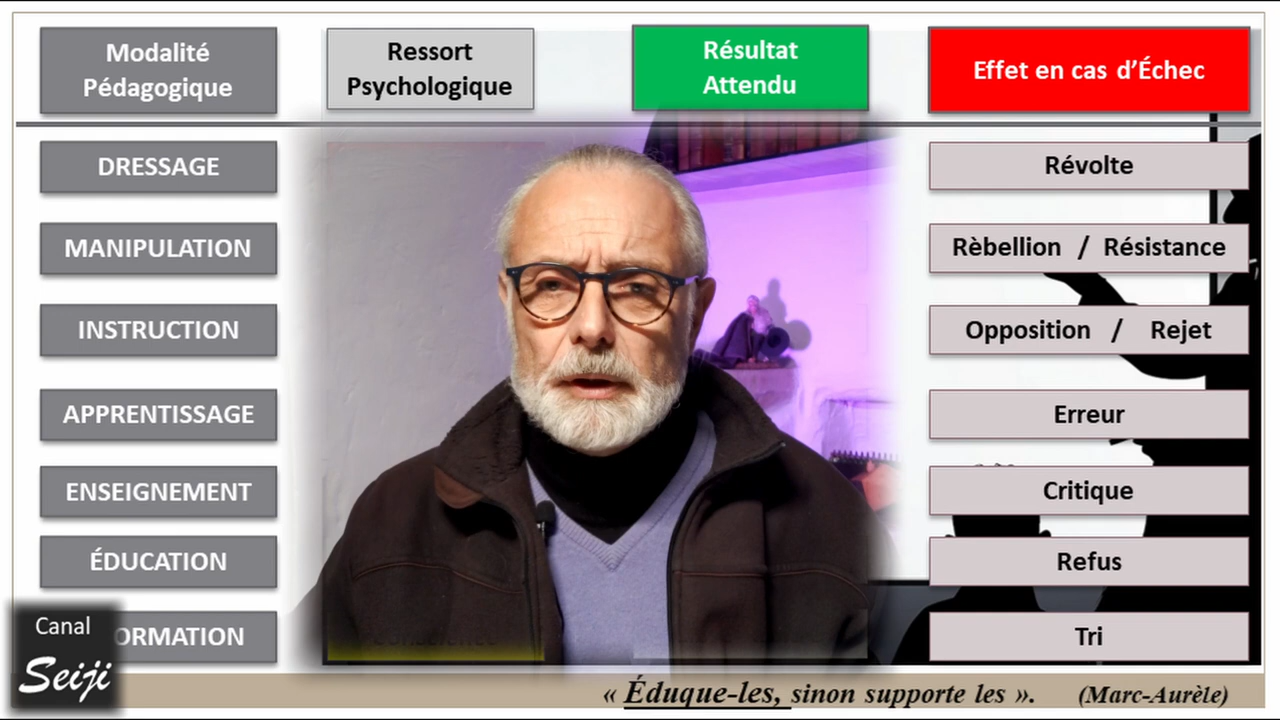 Modalité
Pédagogique
Ressort
Psychologique
Résultat
Attendu
Effet en cas d’Échec
DRESSAGE
Révolte
MANIPULATION
Rèbellion / Résistance
INSTRUCTION
Opposition / Rejet
APPRENTISSAGE
Erreur
ENSEIGNEMENT
Critique
ÉDUCATION
Refus
ORMATION
Tri
Canal
Seiji
« Éduque-les, sinon supporte les ». (Marc-Aurèle)